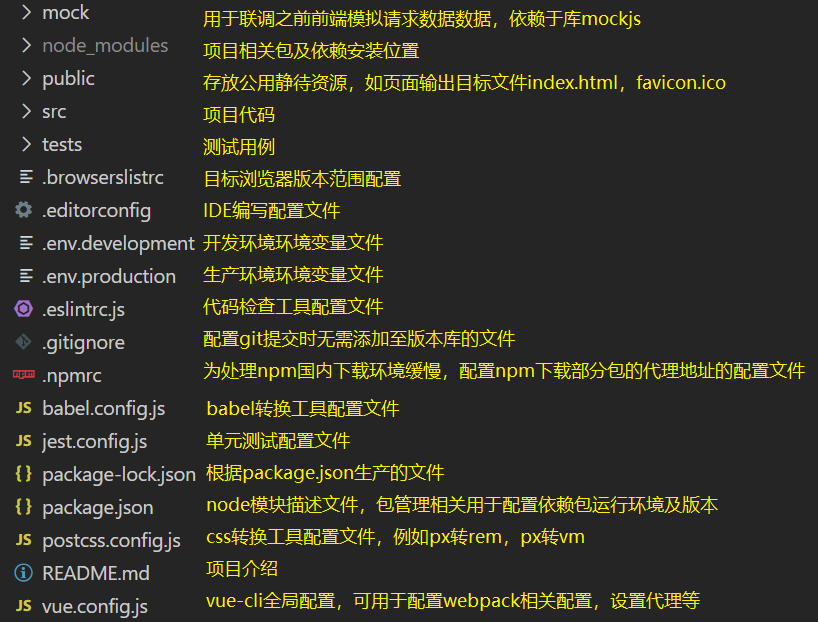 mock 用于联调之前前端模拟请求数据数据，依赖于库mockjs
node_modules 项目相关包及依赖安装位置
public 存放公用静待资源，如页面输出目标文件index.html，favicon.ico
src 项目代码
tests 测试用例
.browserslistrc 目标浏览器版本范围配置
.editorconfig IDE编写配置文件
.env.development 开发环境环境变量文件
.env.production 生产环境环境变量文件
.eslintrc.js 代码检查工具配置文件
.gitignore 配置git提交时无需添加至版本库的文件
npm .npmrc 为处理npm国内下载环境缓慢，配置npm下载部分包的代理地址的配置文件
JS babel.config.js babel转换工具配置文件
JS jest.config.js 单元测试配置文件
{} package-lock.json 根据package.json生产的文件
{} package.json node模块描述文件，包管理相关用于配置依赖包运行环境及版本
JS postcss.config.js css转换工具配置文件，例如px转rem，px转vm
README.md 项目介绍
JS vue.config.js vue-cli全局配置，可用于配置webpack相关配置，设置代理等